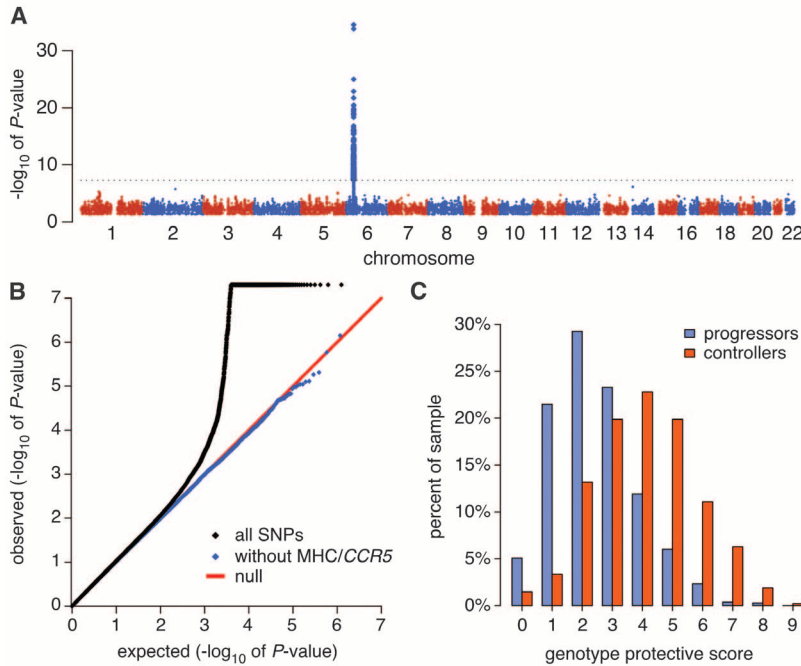 A
-log10 of P-value
30
20
10
0
1 2 3 4 5 6 7 8 9 10 11 12 13 14 16 18 20 22
chromosome
B
observed (-log10 of P-value)
7
6
5
4
3
2
1
0
0 1 2 3 4 5 6 7
expected (-log10 of P-value)
all SNPs
without MHC/CCR5
null
C
percent of sample
30%
25%
20%
15%
10%
5%
0%
progressors
controllers
0 1 2 3 4 5 6 7 8 9
genotype protective score